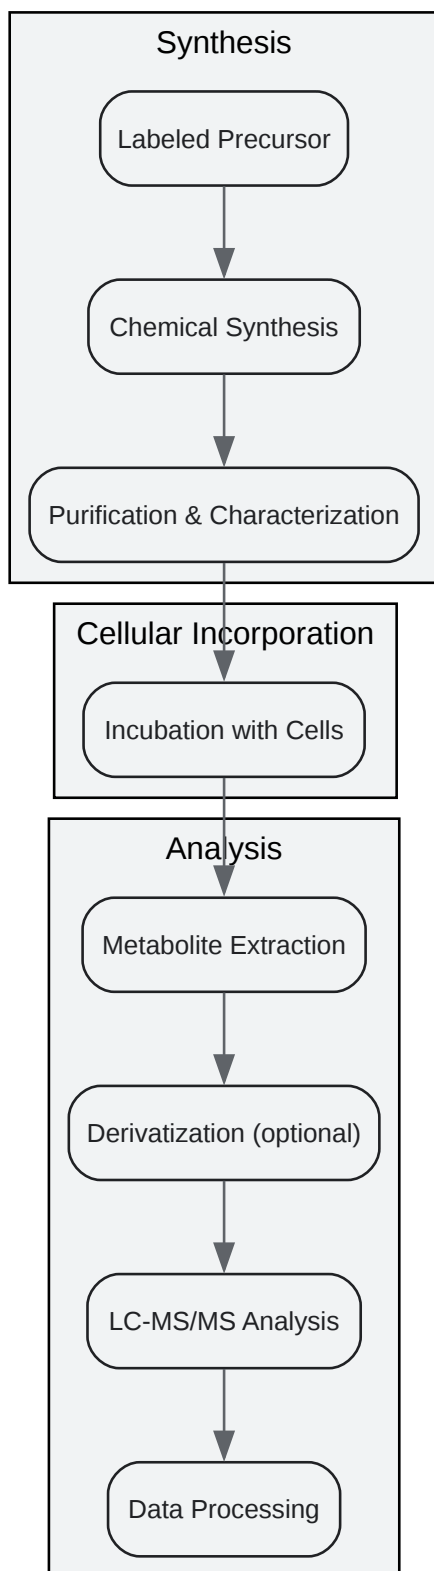 Synthesis
Labeled Precursor
Chemical Synthesis
Purification & Characterization
Cellular Incorporation
Incubation with Cells
Analysis
Metabolite Extraction
Derivatization (optional)
LC-MS/MS Analysis
Data Processing